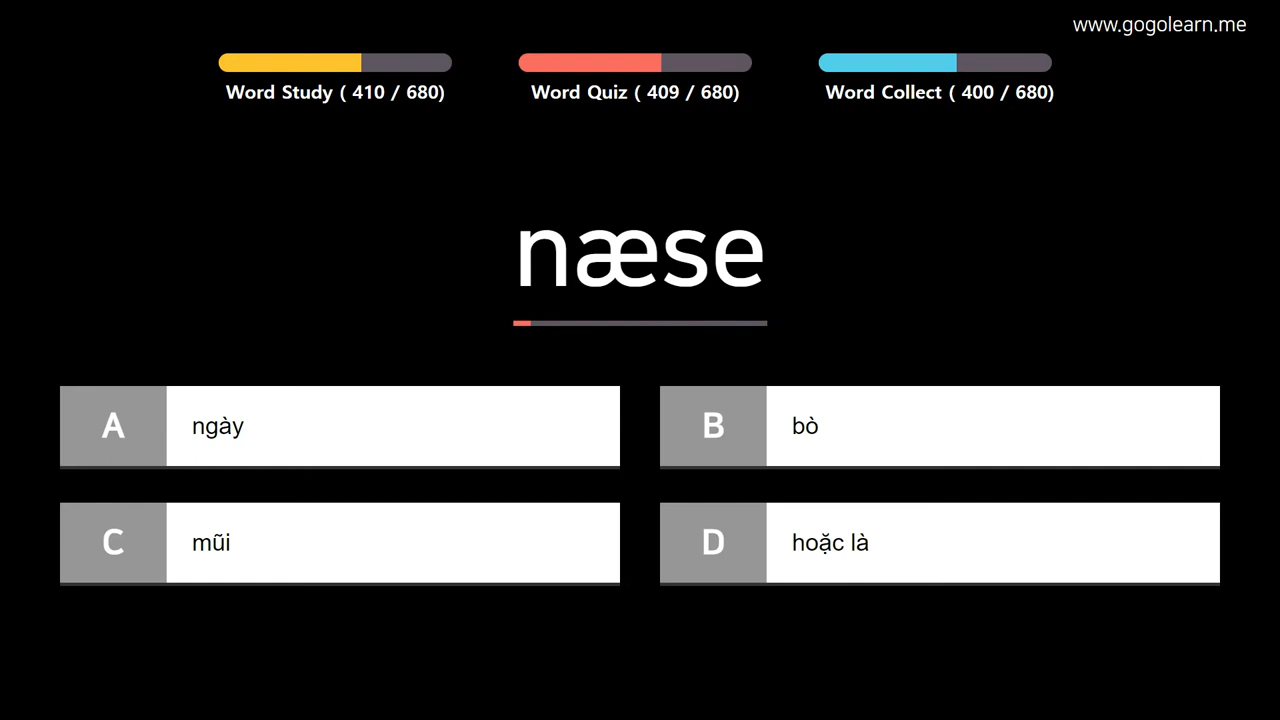 www.gogolearn.me
Word Study ( 410 / 680)
Word Quiz ( 409 / 680)
Word Collect ( 400 / 680)
næse
A ngày
B bò
C mũi
D hoặc là